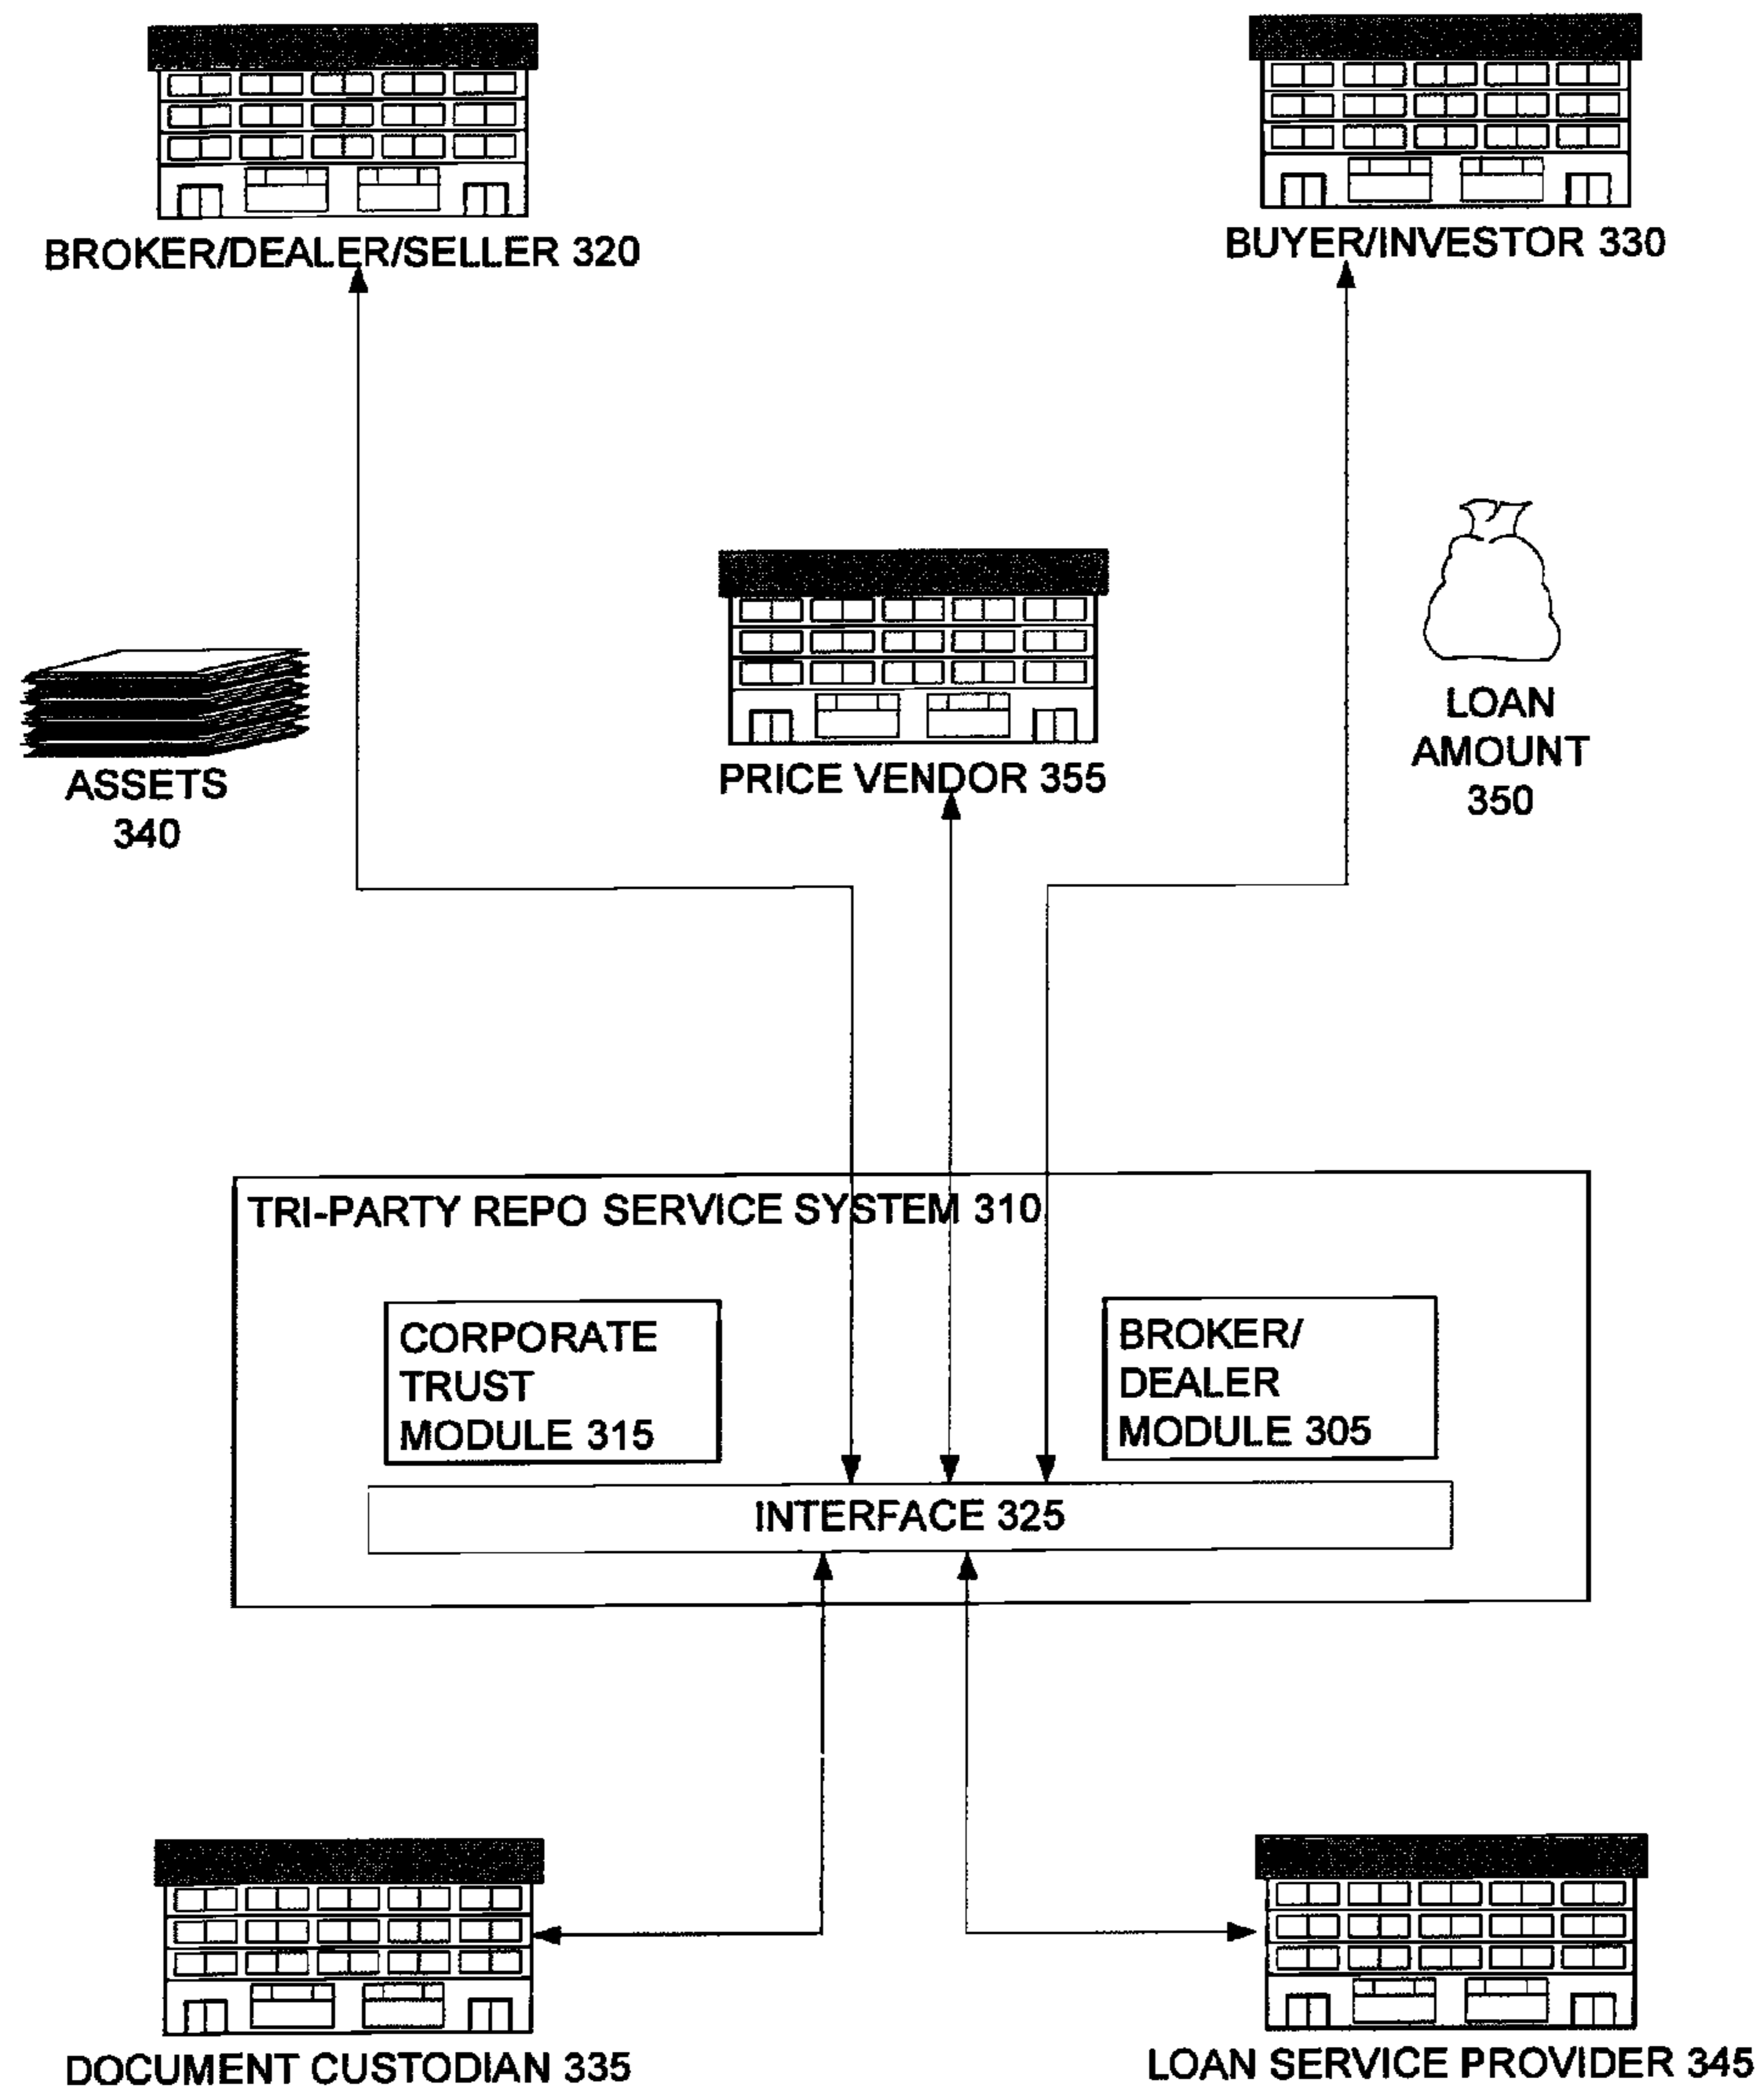 BROKER/DEALER/SELLER 320
BUYER/INVESTOR 330
ASSETS
340
PRICE VENDOR 355
LOAN
AMOUNT
350
TRI-PARTY REPO SERVICE SYSTEM 310
CORPORATE
TRUST
MODULE 315
BROKER/
DEALER
MODULE 305
INTERFACE 325
DOCUMENT CUSTODIAN 335
LOAN SERVICE PROVIDER 345